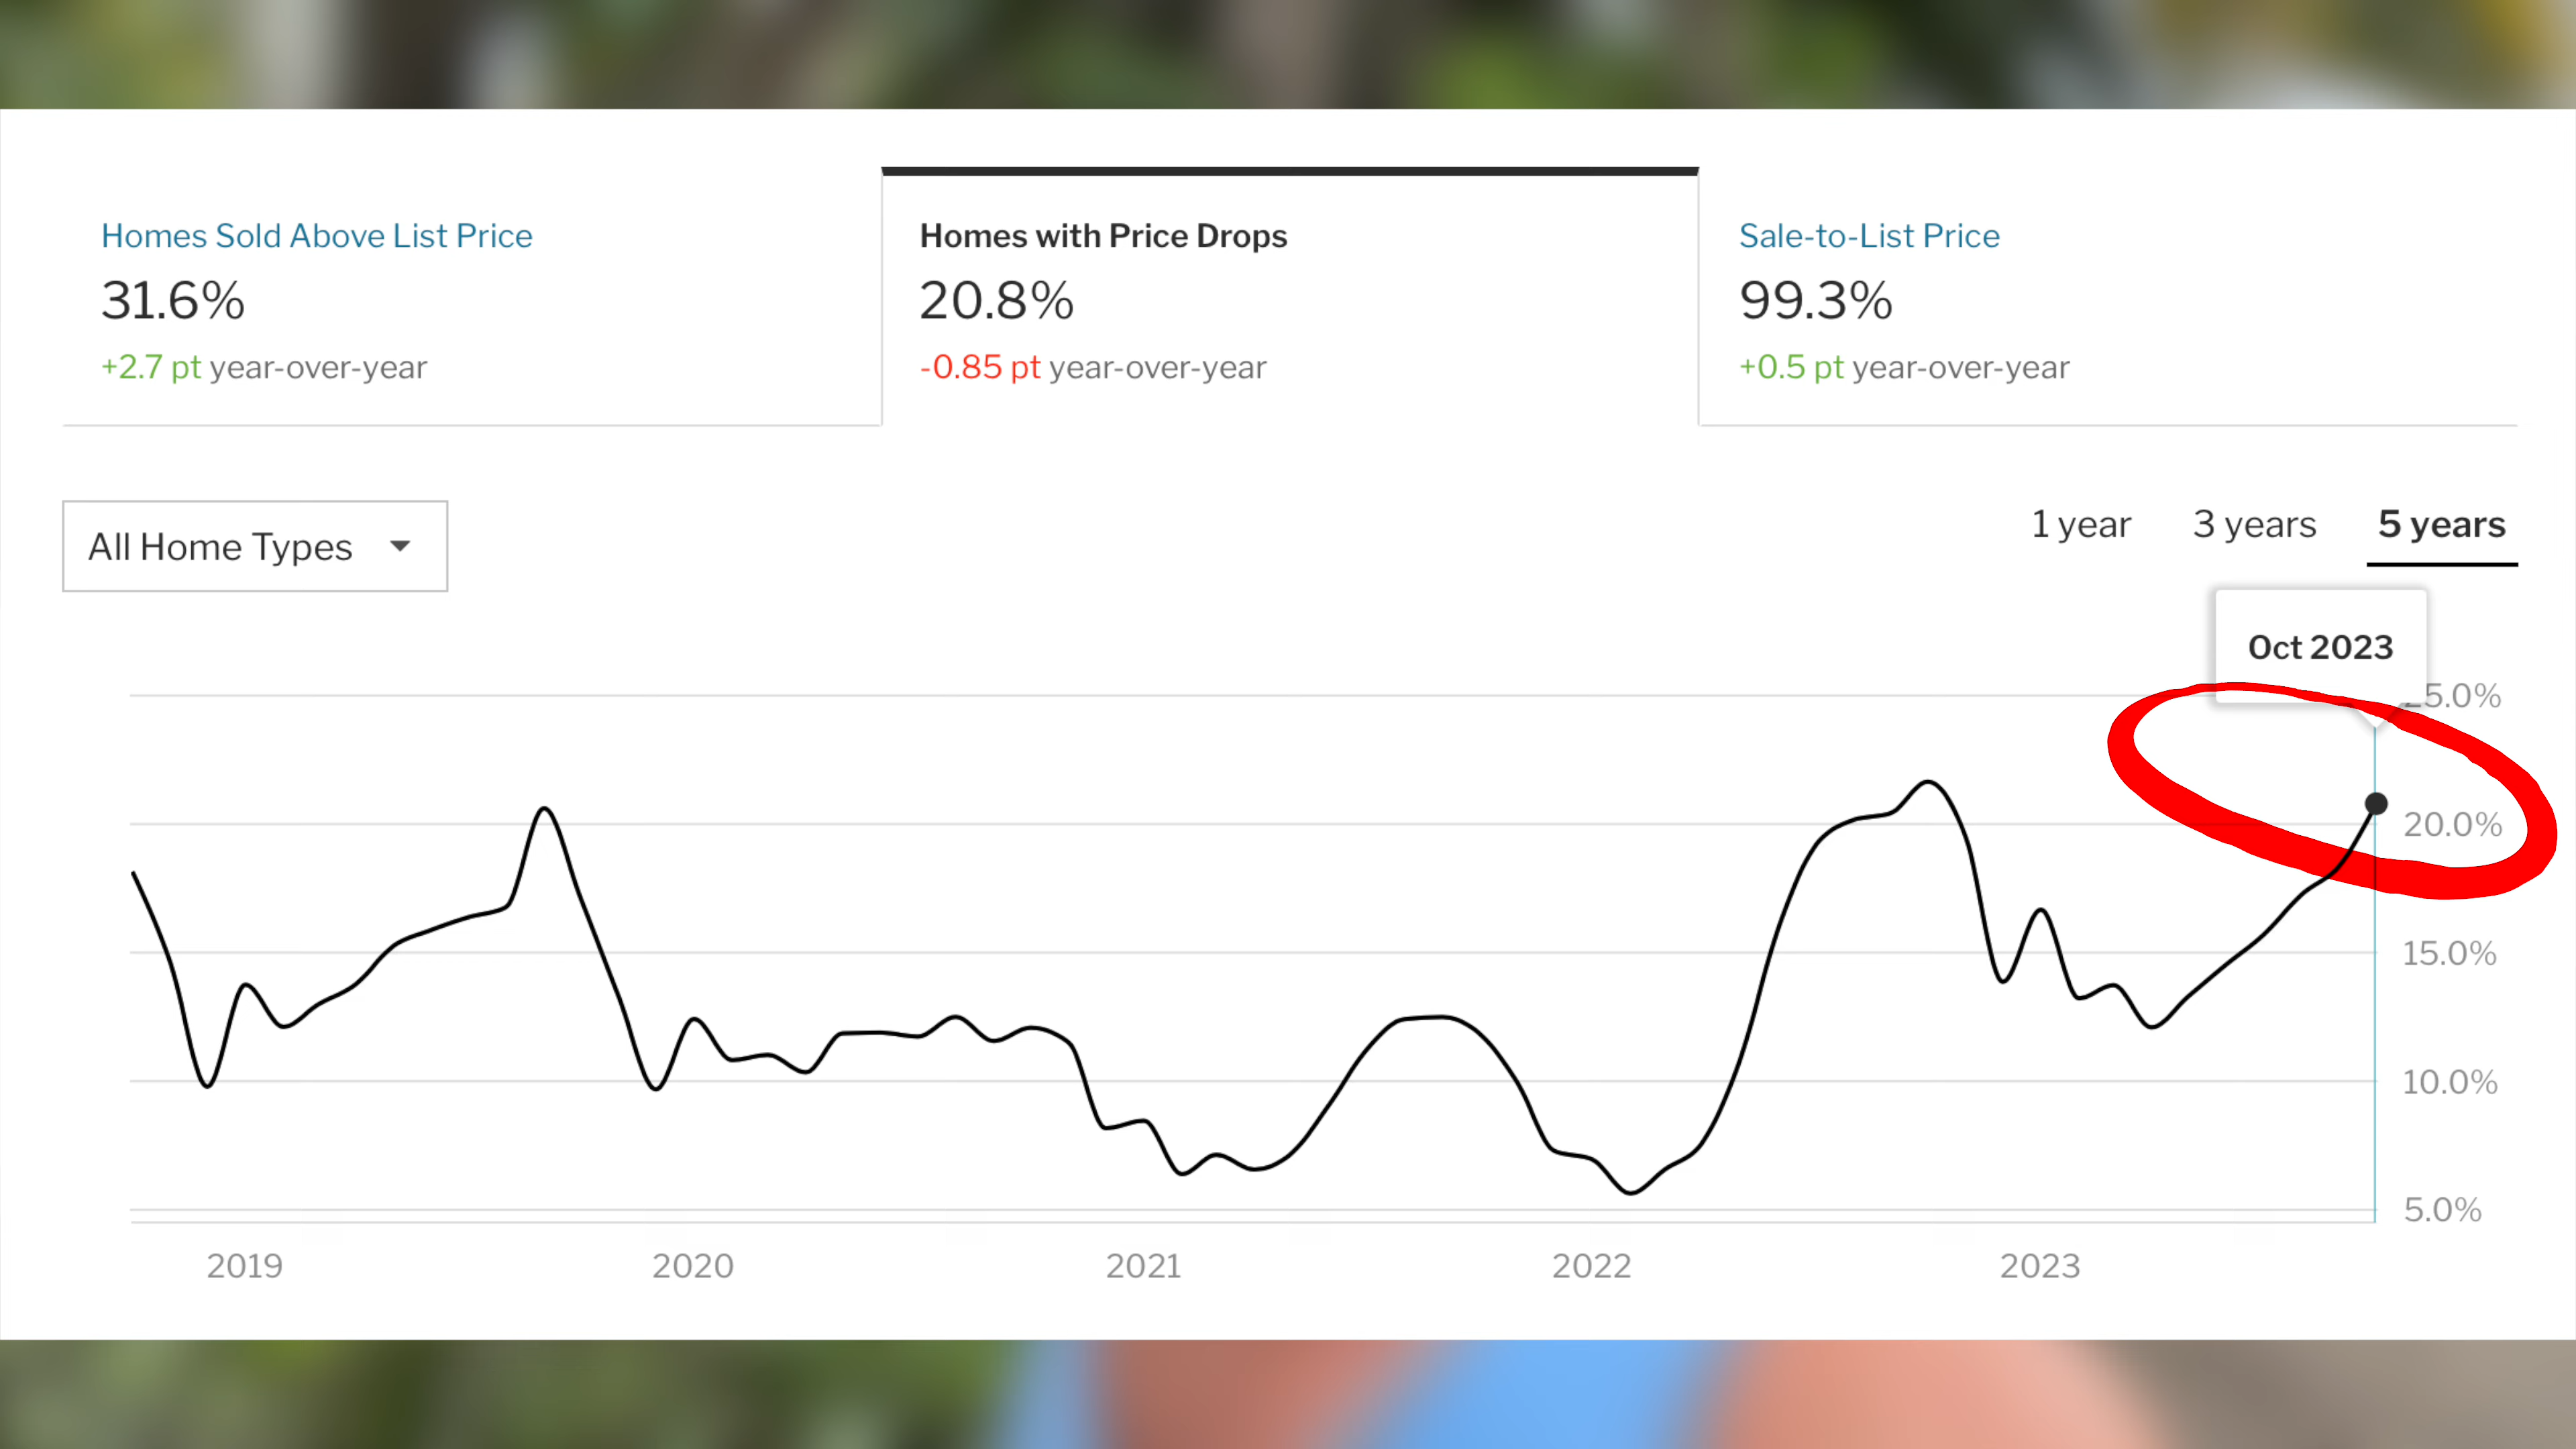 Homes Sold Above List Price
31.6%
+2.7 pt year-over-year
Homes with Price Drops
20.8%
-0.85 pt year-over-year
Sale-to-List Price
99.3%
+0.5 pt year-over-year
All Home Types
1 year
3 years
5 years
Oct 2023
5.0%
20.0%
15.0%
10.0%
5.0%
2019
2020
2021
2022
2023